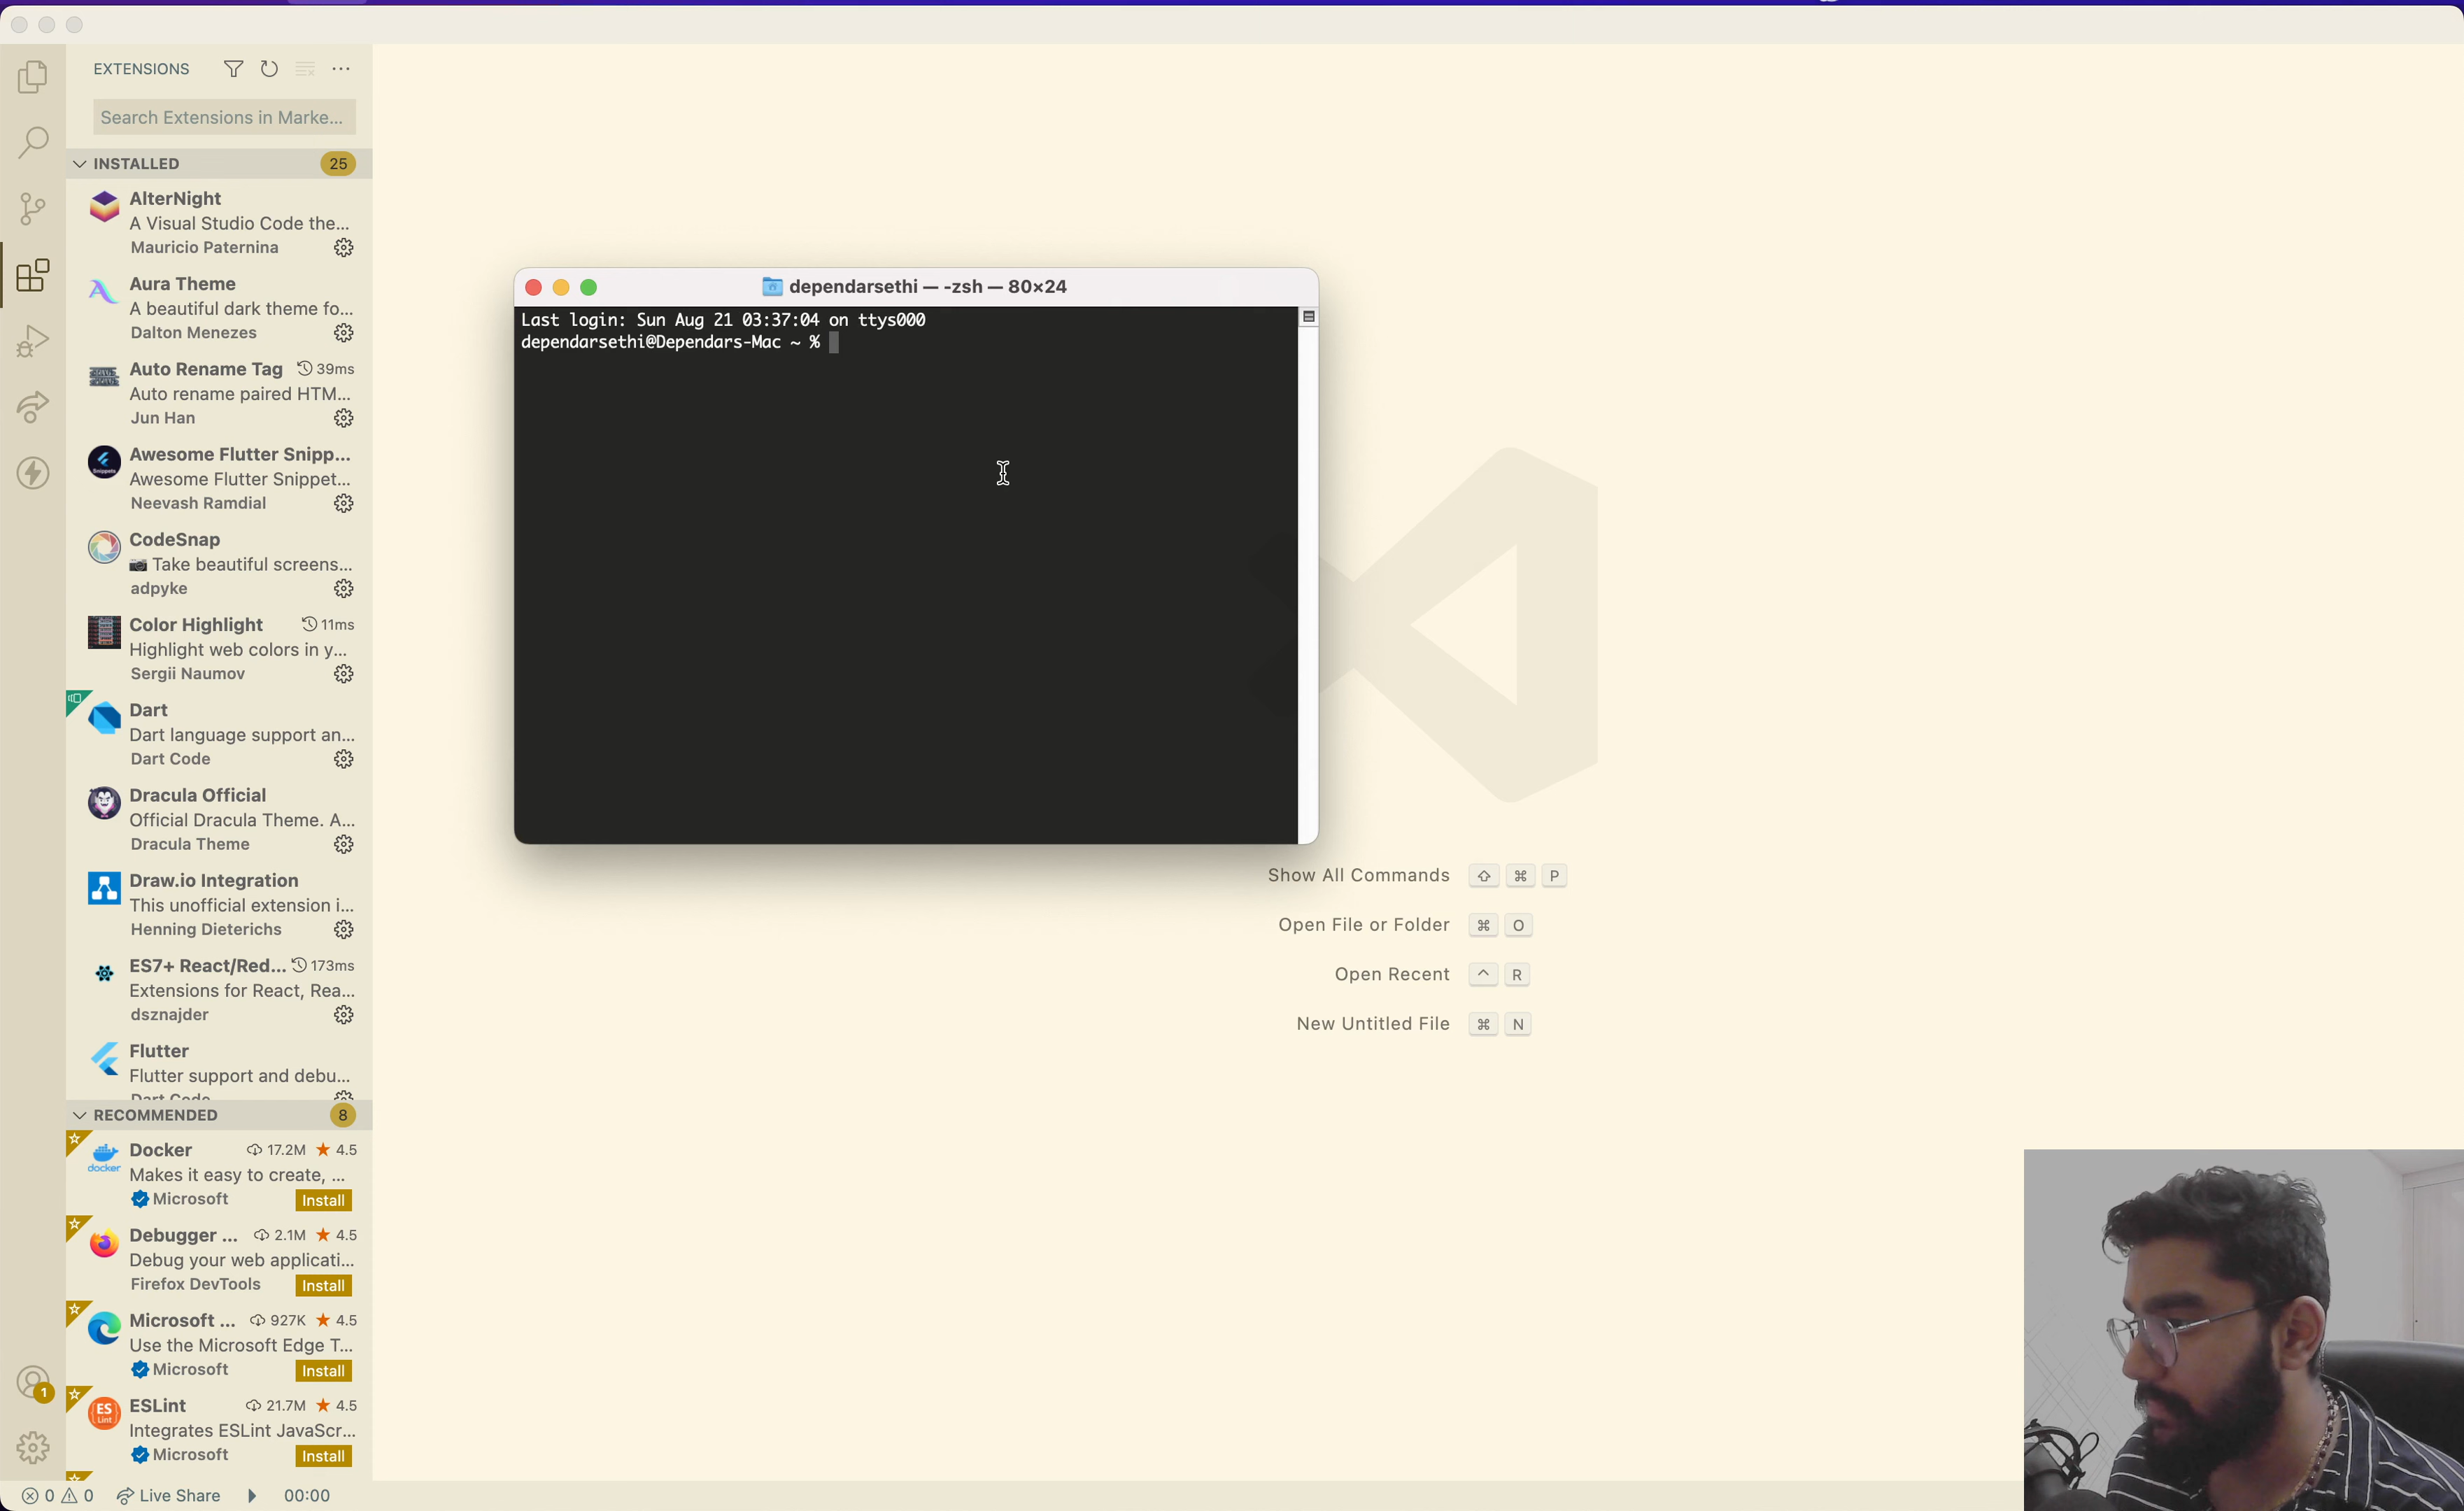 EXTENSIONS
Search Extensions in Marke...
INSTALLED 25
AlterNight
A Visual Studio Code the...
Mauricio Paternina
Aura Theme
A beautiful dark theme fo...
Dalton Menezes
Auto Rename Tag 39ms
Auto rename paired HTM...
Jun Han
Awesome Flutter Snipp...
Awesome Flutter Snippet...
Neevash Ramdial
CodeSnap
Take beautiful screens...
adpyke
Color Highlight 11ms
Highlight web colors in y...
Sergii Naumov
Dart
Dart language support an...
Dart Code
Dracula Official
Official Dracula Theme. A...
Dracula Theme
Draw.io Integration
This unofficial extension i...
Henning Dieterichs
ES7+ React/Red... 173ms
Extensions for React, Rea...
dsznajder
Flutter
Flutter support and debu...
Dart Code
RECOMMENDED 8
Docker 17.2M ★ 4.5
docker
Makes it easy to create, ...
Microsoft Install
Debugger ... 2.1M ★ 4.5
Debug your web applicati...
Firefox DevTools Install
Microsoft ... 927K ★ 4.5
Use the Microsoft Edge T...
Microsoft Install
ES Lint
ESLint 21.7M ★ 4.5
Integrates ESLint JavaScr...
Microsoft Install
1
0 0 Live Share 00:00
dependarsethi — -zsh — 80×24
Last login: Sun Aug 21 03:37:04 on ttys000
dependarsethi@Dependars-Mac ~ %
Show All Commands ⇧ ⌘ P
Open File or Folder ⌘ O
Open Recent ^ R
New Untitled File ⌘ N